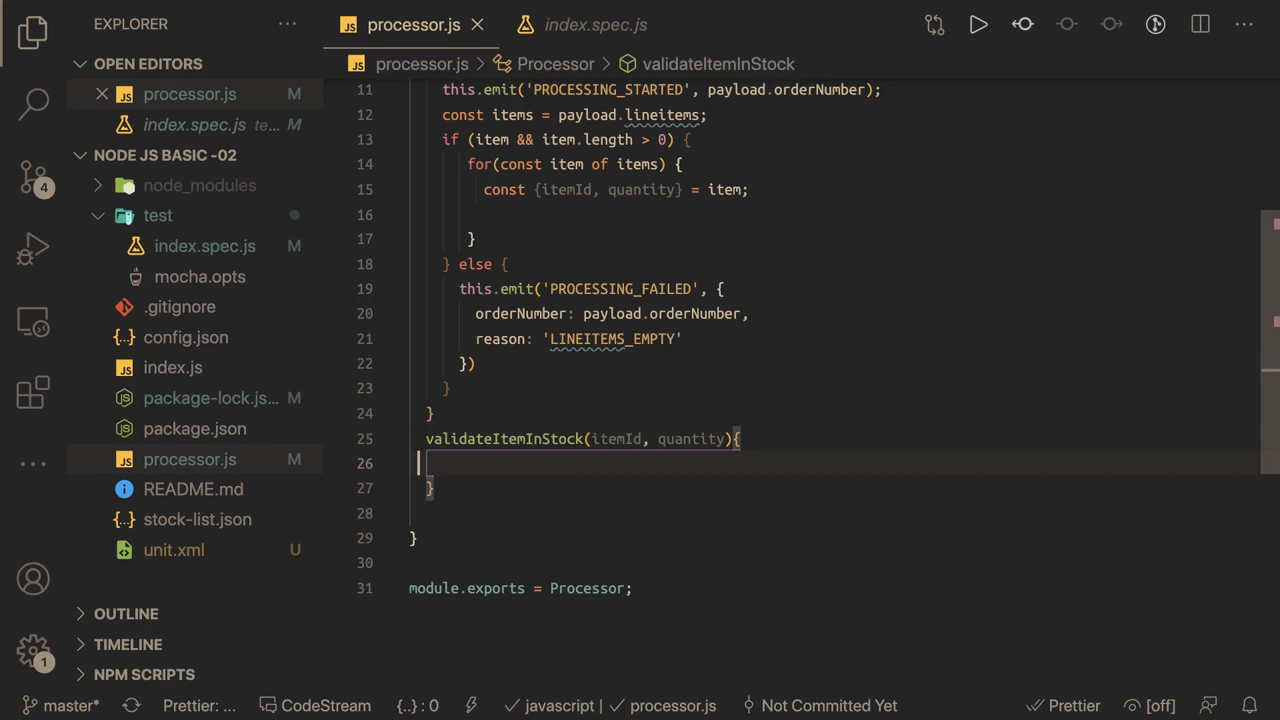 EXPLORER
processor.js
index.spec.js
OPEN EDITORS
processor.js M
index.spec.js te... M
NODE JS BASIC -02
node_modules
test
index.spec.js M
mocha.opts
.gitignore
config.json
index.js
package-lock.js... M
package.json
processor.js M
README.md
stock-list.json
unit.xml U
OUTLINE
TIMELINE
NPM SCRIPTS
4
1
processor.js > Processor > validateItemInStock
11 this.emit('PROCESSING_STARTED', payload.orderNumber);
12 const items = payload.lineitems;
13 if (item && item.length > 0) {
14 for(const item of items) {
15 const {itemId, quantity} = item;
16
17 }
18 } else {
19 this.emit('PROCESSING_FAILED', {
20 orderNumber: payload.orderNumber,
21 reason: 'LINEITEMS_EMPTY'
22 })
23 }
24 }
25 validateItemInStock(itemId, quantity){
26
27 }
28
29 }
30
31 module.exports = Processor;
master* Prettier: ... CodeStream {..} : 0 javascript | processor.js Not Committed Yet Prettier [off]